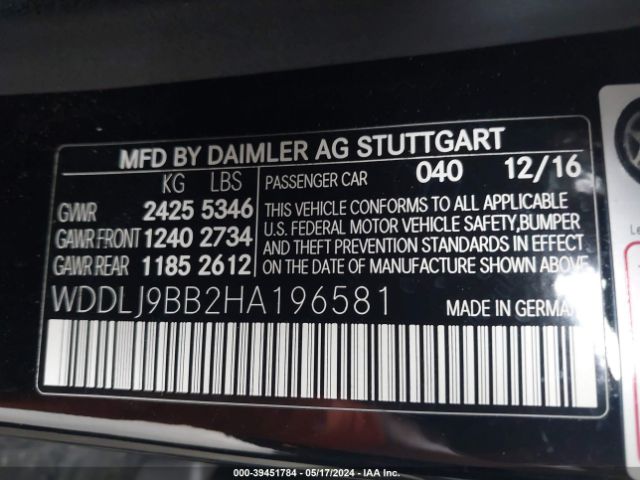 MFD BY DAIMLER AG STUTTGART
KG LBS
GVWR 2425 5346
GAWR FRONT 1240 2734
GAWR REAR 1185 2612
PASSENGER CAR 040 12/16
THIS VEHICLE CONFORMS TO ALL APPLICABLE
U.S. FEDERAL MOTOR VEHICLE SAFETY,BUMPER
AND THEFT PREVENTION STANDARDS IN EFFECT
ON THE DATE OF MANUFACTURE SHOWN ABOVE.
WDDLJ9BB2HA196581
MADE IN GERMANY
000-39451784 - 05/17/2024 - IAA Inc.